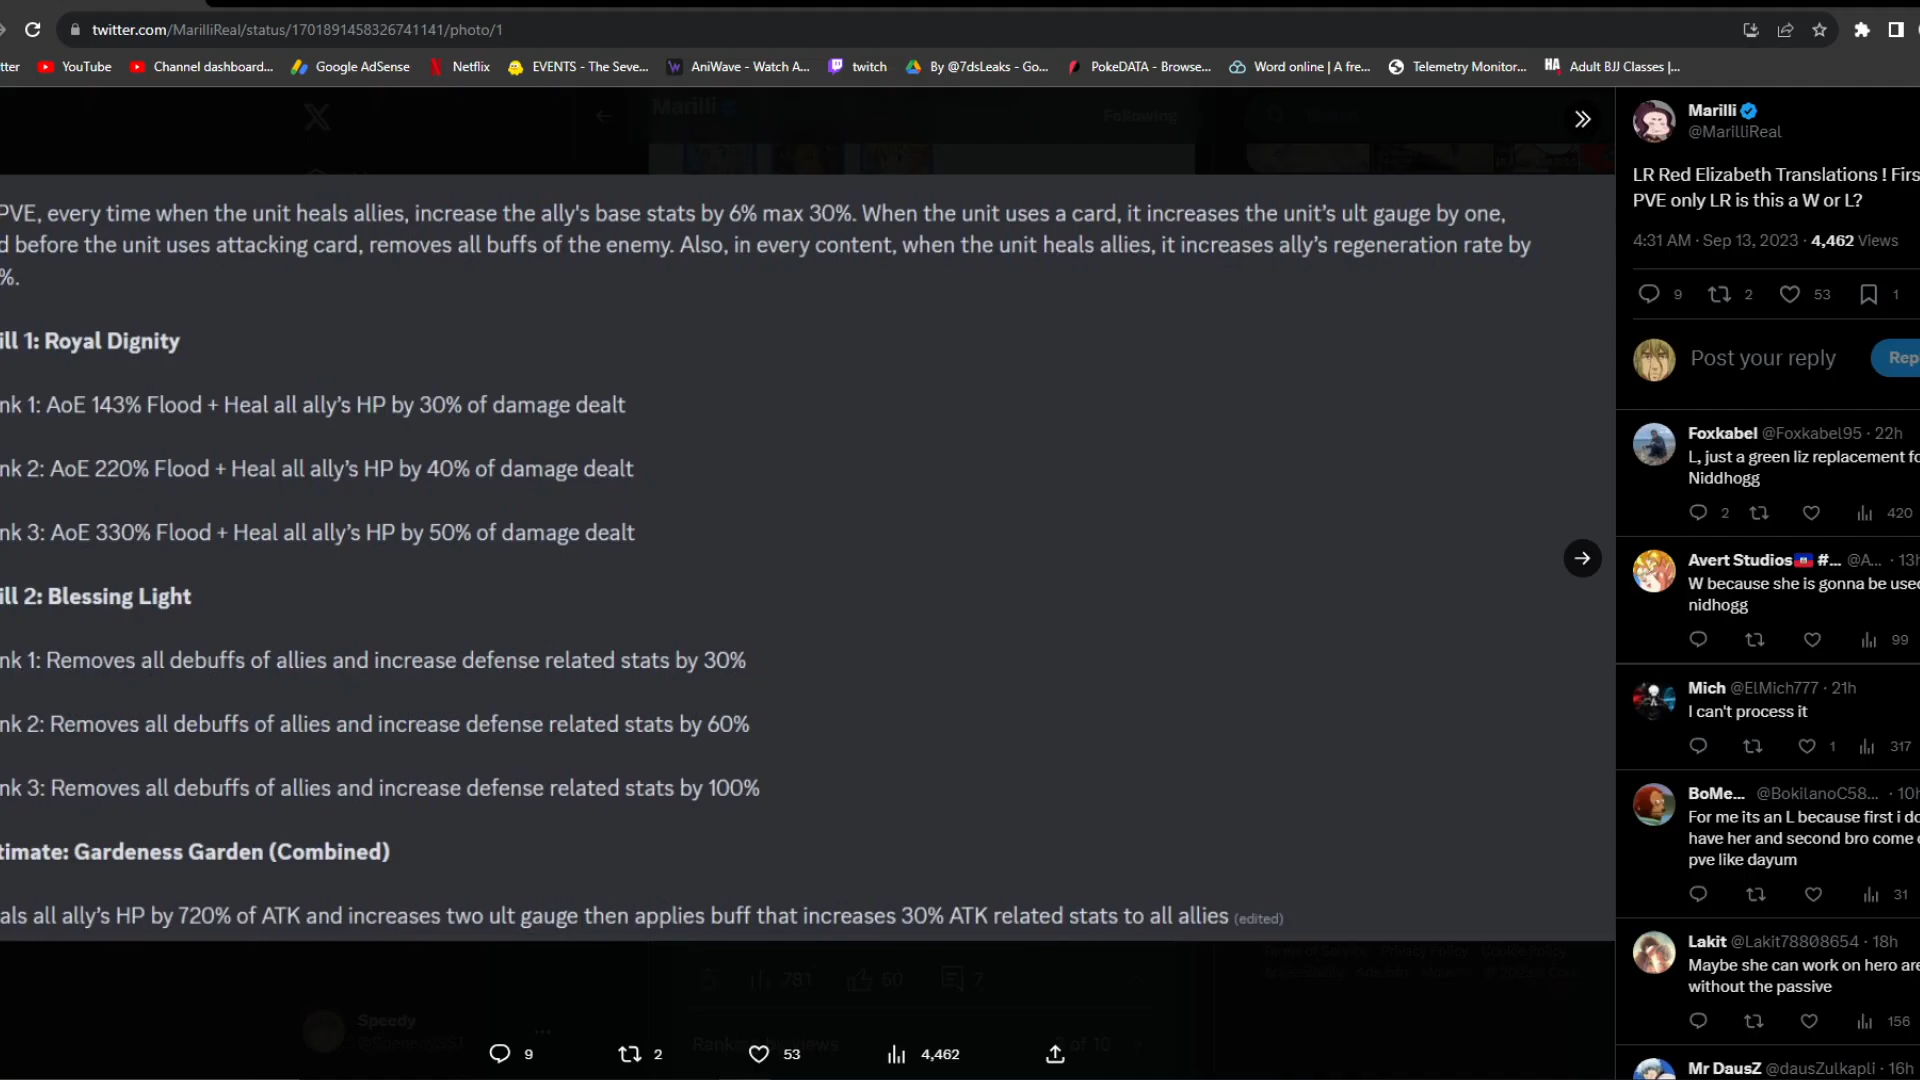 twitter.com/MarilliReal/status/1701891458326741141/photo/1
tter YouTube Channel dashboard... Google AdSense Netflix EVENTS - The Seve... AniWave - Watch A... twitch By @7dsLeaks - Go... PokeDATA - Browse... Word online | A fre... Telemetry Monitor... HA Adult BJJ Classes |...
Marilli
Following
PVE, every time when the unit heals allies, increase the ally's base stats by 6% max 30%. When the unit uses a card, it increases the unit's ult gauge by one,
d before the unit uses attacking card, removes all buffs of the enemy. Also, in every content, when the unit heals allies, it increases ally's regeneration rate by
%.
ill 1: Royal Dignity
nk 1: AoE 143% Flood + Heal all ally's HP by 30% of damage dealt
nk 2: AoE 220% Flood + Heal all ally's HP by 40% of damage dealt
nk 3: AoE 330% Flood + Heal all ally's HP by 50% of damage dealt
ill 2: Blessing Light
nk 1: Removes all debuffs of allies and increase defense related stats by 30%
nk 2: Removes all debuffs of allies and increase defense related stats by 60%
nk 3: Removes all debuffs of allies and increase defense related stats by 100%
timate: Gardeness Garden (Combined)
als all ally's HP by 720% of ATK and increases two ult gauge then applies buff that increases 30% ATK related stats to all allies (edited)
781 60 7
Speedy
of 10
9 2 53 4,462
Marilli
@MarilliReal
LR Red Elizabeth Translations ! Firs
PVE only LR is this a W or L?
4:31 AM · Sep 13, 2023 · 4,462 Views
9 2 53 1
Post your reply
Rep
Foxkabel @Foxkabel95 · 22h
L, just a green liz replacement fo
Niddhogg
2 420
Avert Studios #... @A... · 13h
W because she is gonna be used
nidhogg
99
Mich @ElMich777 · 21h
I can't process it
1 317
BoMe... @BokilanoC58... · 10h
For me its an L because first i do
have her and second bro come
pve like dayum
31
Lakit @Lakit78808654 · 18h
Maybe she can work on hero are
without the passive
156
Mr DausZ @dausZulkapli · 16h